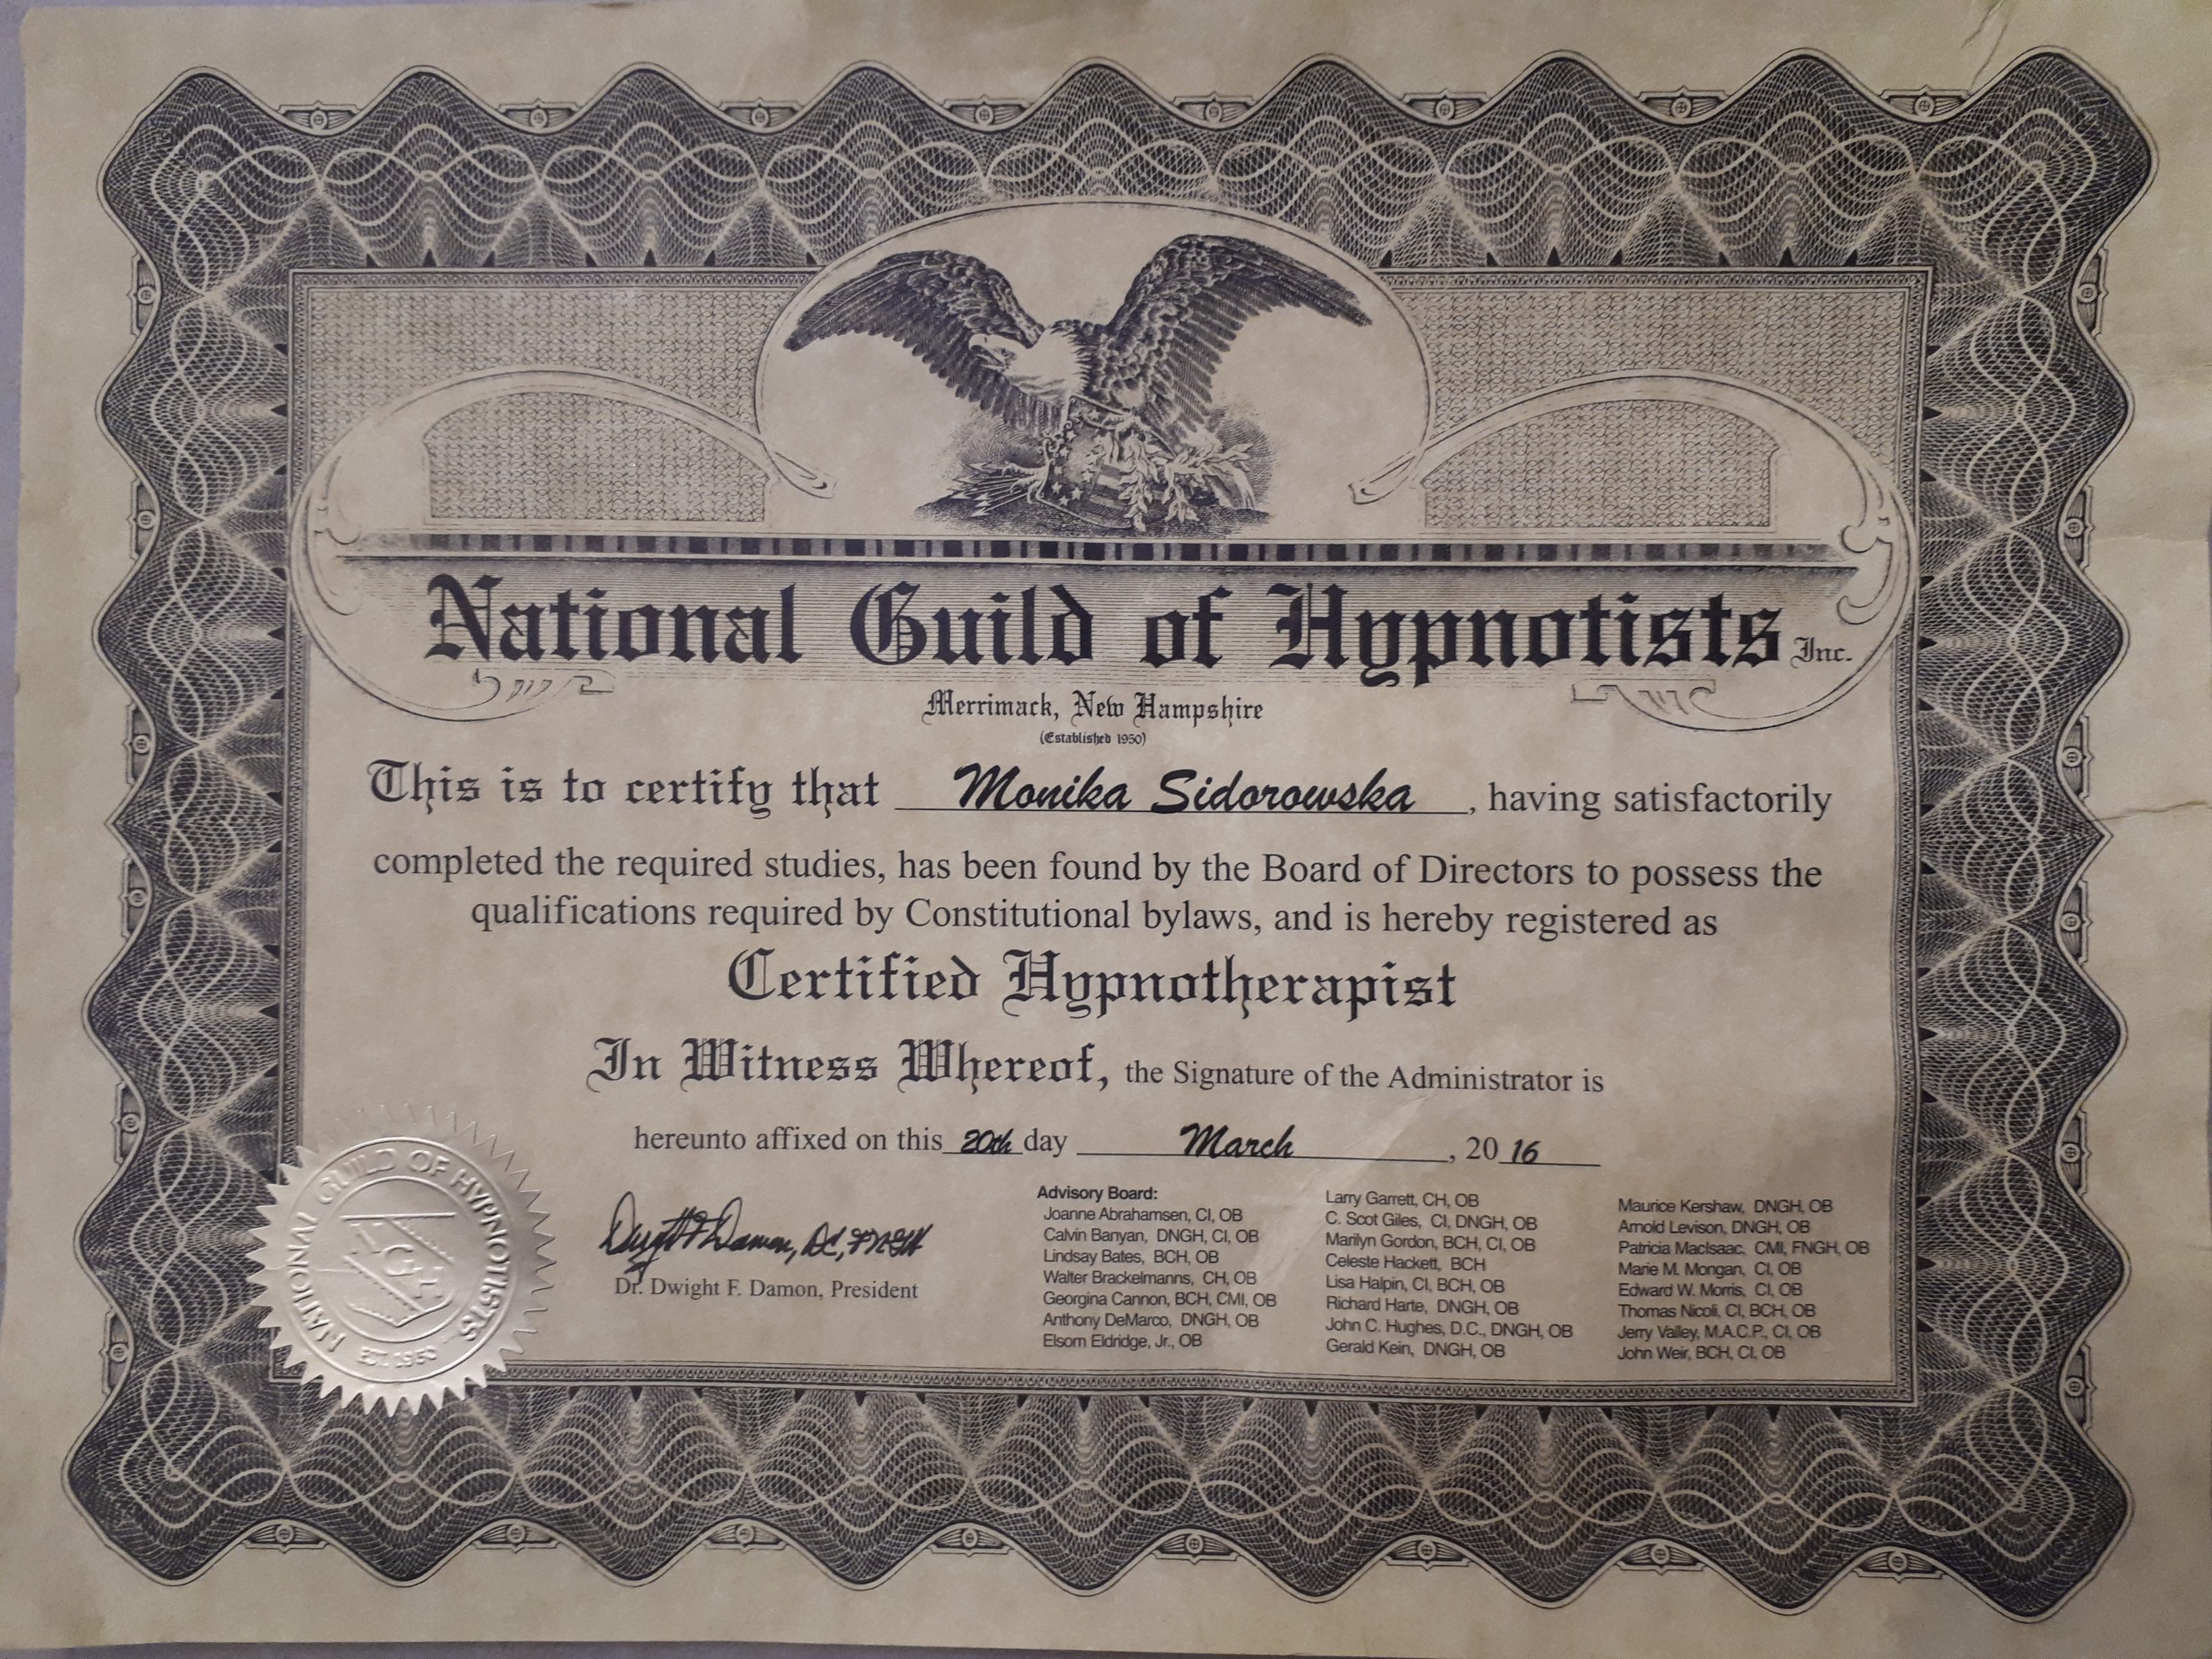 National Guild of Hypnotists Inc.
Merrimack, New Hampshire
(Established 1950)
This is to certify that Monika Sidorowska, having satisfactorily
completed the required studies, has been found by the Board of Directors to possess the
qualifications required by Constitutional bylaws, and is hereby registered as
Certified Hypnotherapist
In Witness Whereof, the Signature of the Administrator is
hereunto affixed on this 20th day March, 20 16
NATIONAL GUILD OF HYPNOTISTS
NGH
EST. 1950
Dwight F Damon, DC, FNGH
Dr. Dwight F. Damon, President
Advisory Board:
Joanne Abrahamsen, CI, OB
Calvin Banyan, DNGH, CI, OB
Lindsay Bates, BCH, OB
Walter Brackelmanns, CH, OB
Georgina Cannon, BCH, CMI, OB
Anthony DeMarco, DNGH, OB
Elsom Eldridge, Jr., OB
Larry Garrett, CH, OB
C. Scot Giles, CI, DNGH, OB
Marilyn Gordon, BCH, CI, OB
Celeste Hackett, BCH
Lisa Halpin, CI, BCH, OB
Richard Harte, DNGH, OB
John C. Hughes, D.C., DNGH, OB
Gerald Kein, DNGH, OB
Maurice Kershaw, DNGH, OB
Arnold Levison, DNGH, OB
Patricia MacIsaac, CMI, FNGH, OB
Marie M. Mongan, CI, OB
Edward W. Morris, CI, OB
Thomas Nicoli, CI, BCH, OB
Jerry Valley, M.A.C.P., CI, OB
John Weir, BCH, CI, OB